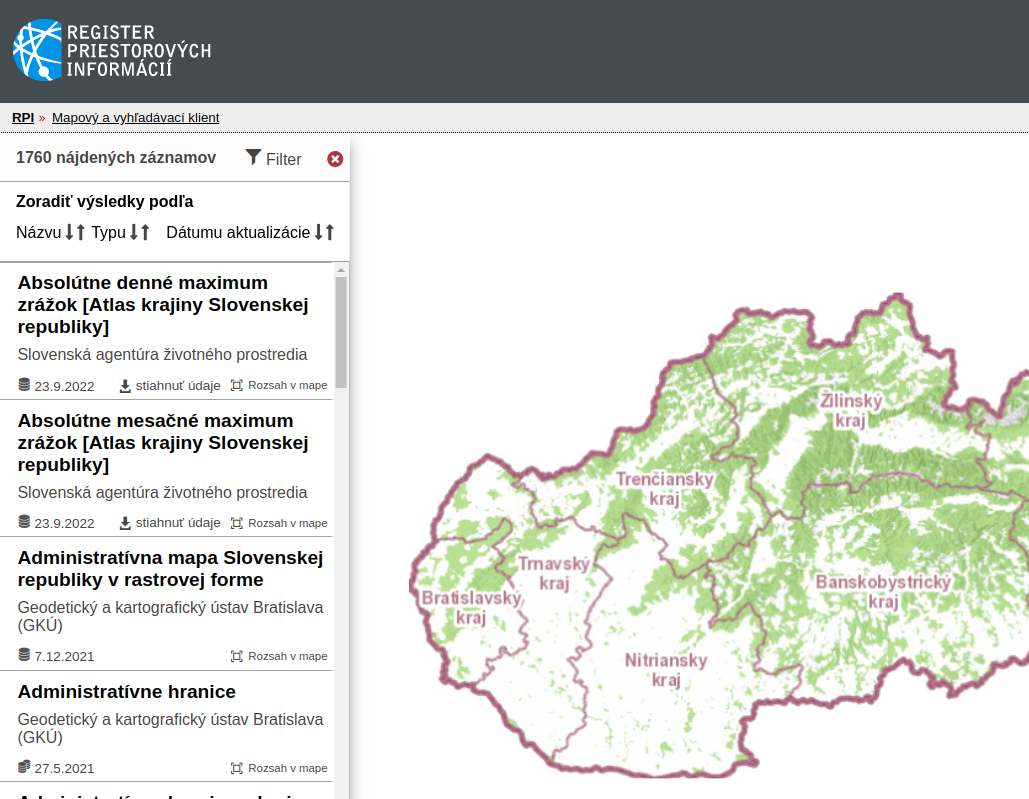 REGISTER
PRIESTOROVÝCH
INFORMÁCIÍ
RPI » Mapový a vyhľadávací klient
1760 nájdených záznamov Filter
Zoradiť výsledky podľa
Názvu Typu Dátumu aktualizácie
Absolútne denné maximum
zrážok [Atlas krajiny Slovenskej
republiky]
Slovenská agentúra životného prostredia
23.9.2022 stiahnuť údaje Rozsah v mape
Absolútne mesačné maximum
zrážok [Atlas krajiny Slovenskej
republiky]
Slovenská agentúra životného prostredia
23.9.2022 stiahnuť údaje Rozsah v mape
Administratívna mapa Slovenskej
republiky v rastrovej forme
Geodetický a kartografický ústav Bratislava
(GKÚ)
7.12.2021 Rozsah v mape
Administratívne hranice
Geodetický a kartografický ústav Bratislava
(GKÚ)
27.5.2021 Rozsah v mape
Žilinský
kraj
Trenčiansky
kraj
Trnavský
kraj
Bratislavský
kraj
Banskobystrický
kraj
Nitriansky
kraj